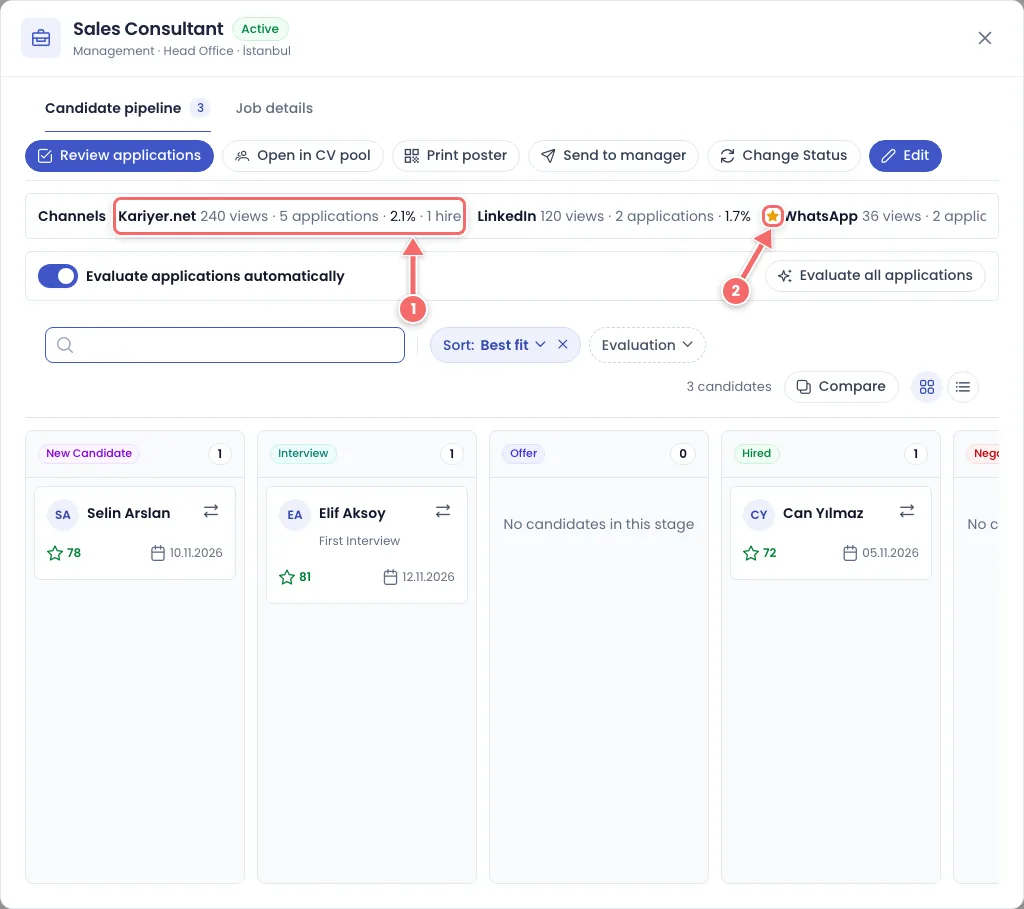 Sales Consultant Active
Management · Head Office · İstanbul
Candidate pipeline 3 Job details
Review applications Open in CV pool Print poster Send to manager Change Status Edit
Channels Kariyer.net 240 views · 5 applications · 2.1% · 1 hire LinkedIn 120 views · 2 applications · 1.7% WhatsApp 36 views · 2 applic
Evaluate applications automatically Evaluate all applications
1
2
Sort: Best fit Evaluation
3 candidates Compare
New Candidate 1 Interview 1 Offer 0 Hired 1
SA Selin Arslan EA Elif Aksoy CY Can Yılmaz
No candidates in this stage No c
First Interview
78 10.11.2026 72 05.11.2026
81 12.11.2026